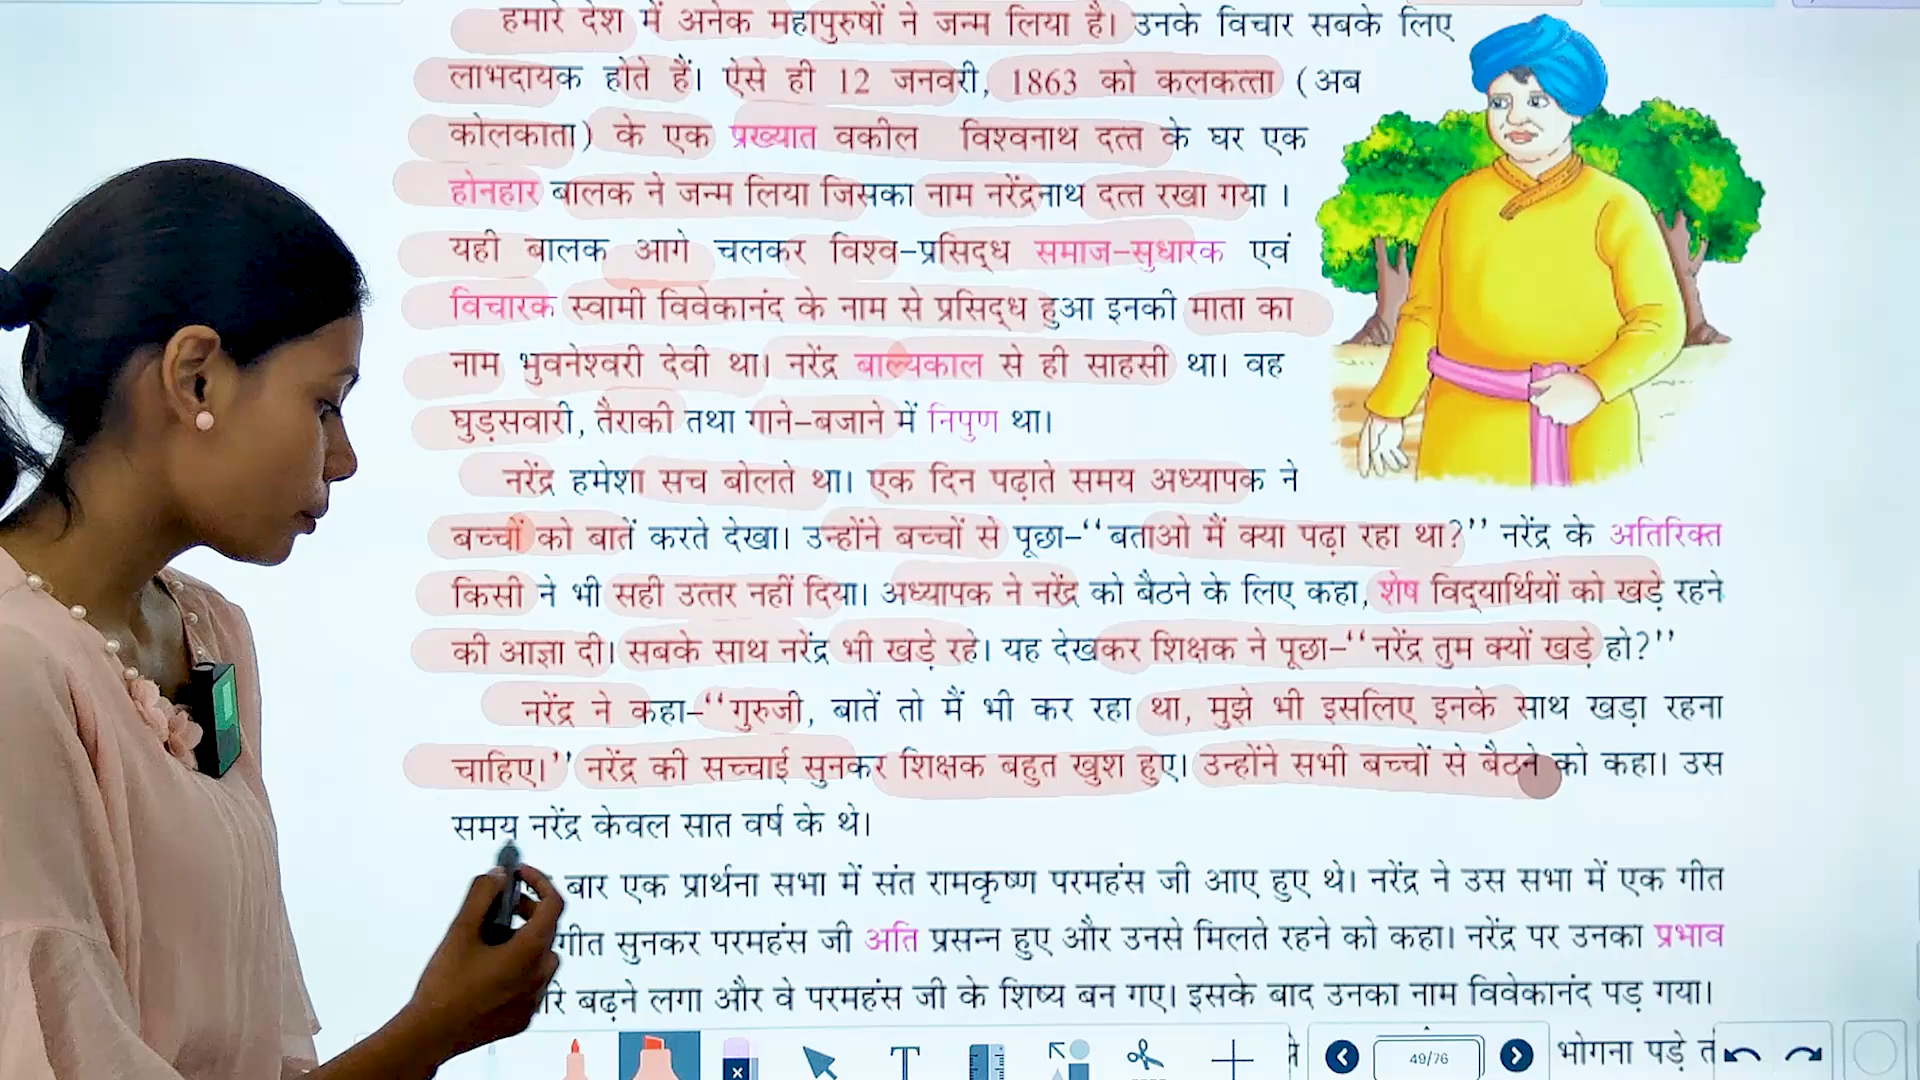 हमारे देश में अनेक महापुरुषों ने जन्म लिया है। उनके विचार सबके लिए
लाभदायक होते हैं। ऐसे ही 12 जनवरी, 1863 को कलकत्ता (अब
कोलकाता) के एक प्रख्यात वकील विश्वनाथ दत्त के घर एक
होनहार बालक ने जन्म लिया जिसका नाम नरेंद्रनाथ दत्त रखा गया ।
यही बालक आगे चलकर विश्व-प्रसिद्ध समाज-सुधारक एवं
विचारक स्वामी विवेकानंद के नाम से प्रसिद्ध हुआ इनकी माता का
नाम भुवनेश्वरी देवी था। नरेंद्र बाल्यकाल से ही साहसी था। वह
घुड़सवारी, तैराकी तथा गाने-बजाने में निपुण था।
नरेंद्र हमेशा सच बोलते था। एक दिन पढ़ाते समय अध्यापक ने
बच्चों को बातें करते देखा। उन्होंने बच्चों से पूछा-‘‘बताओ मैं क्या पढ़ा रहा था?’’ नरेंद्र के अतिरिक्त
किसी ने भी सही उत्तर नहीं दिया। अध्यापक ने नरेंद्र को बैठने के लिए कहा, शेष विद्यार्थियों को खड़े रहने
की आज्ञा दी। सबके साथ नरेंद्र भी खड़े रहे। यह देखकर शिक्षक ने पूछा-‘‘नरेंद्र तुम क्यों खड़े हो?’’
नरेंद्र ने कहा-‘‘गुरुजी, बातें तो मैं भी कर रहा था, मुझे भी इसलिए इनके साथ खड़ा रहना
चाहिए।’’ नरेंद्र की सच्चाई सुनकर शिक्षक बहुत खुश हुए। उन्होंने सभी बच्चों से बैठने को कहा। उस
समय नरेंद्र केवल सात वर्ष के थे।
बार एक प्रार्थना सभा में संत रामकृष्ण परमहंस जी आए हुए थे। नरेंद्र ने उस सभा में एक गीत
गीत सुनकर परमहंस जी अति प्रसन्न हुए और उनसे मिलते रहने को कहा। नरेंद्र पर उनका प्रभाव
बढ़ने लगा और वे परमहंस जी के शिष्य बन गए। इसके बाद उनका नाम विवेकानंद पड़ गया।
भोगना पड़े
49/76